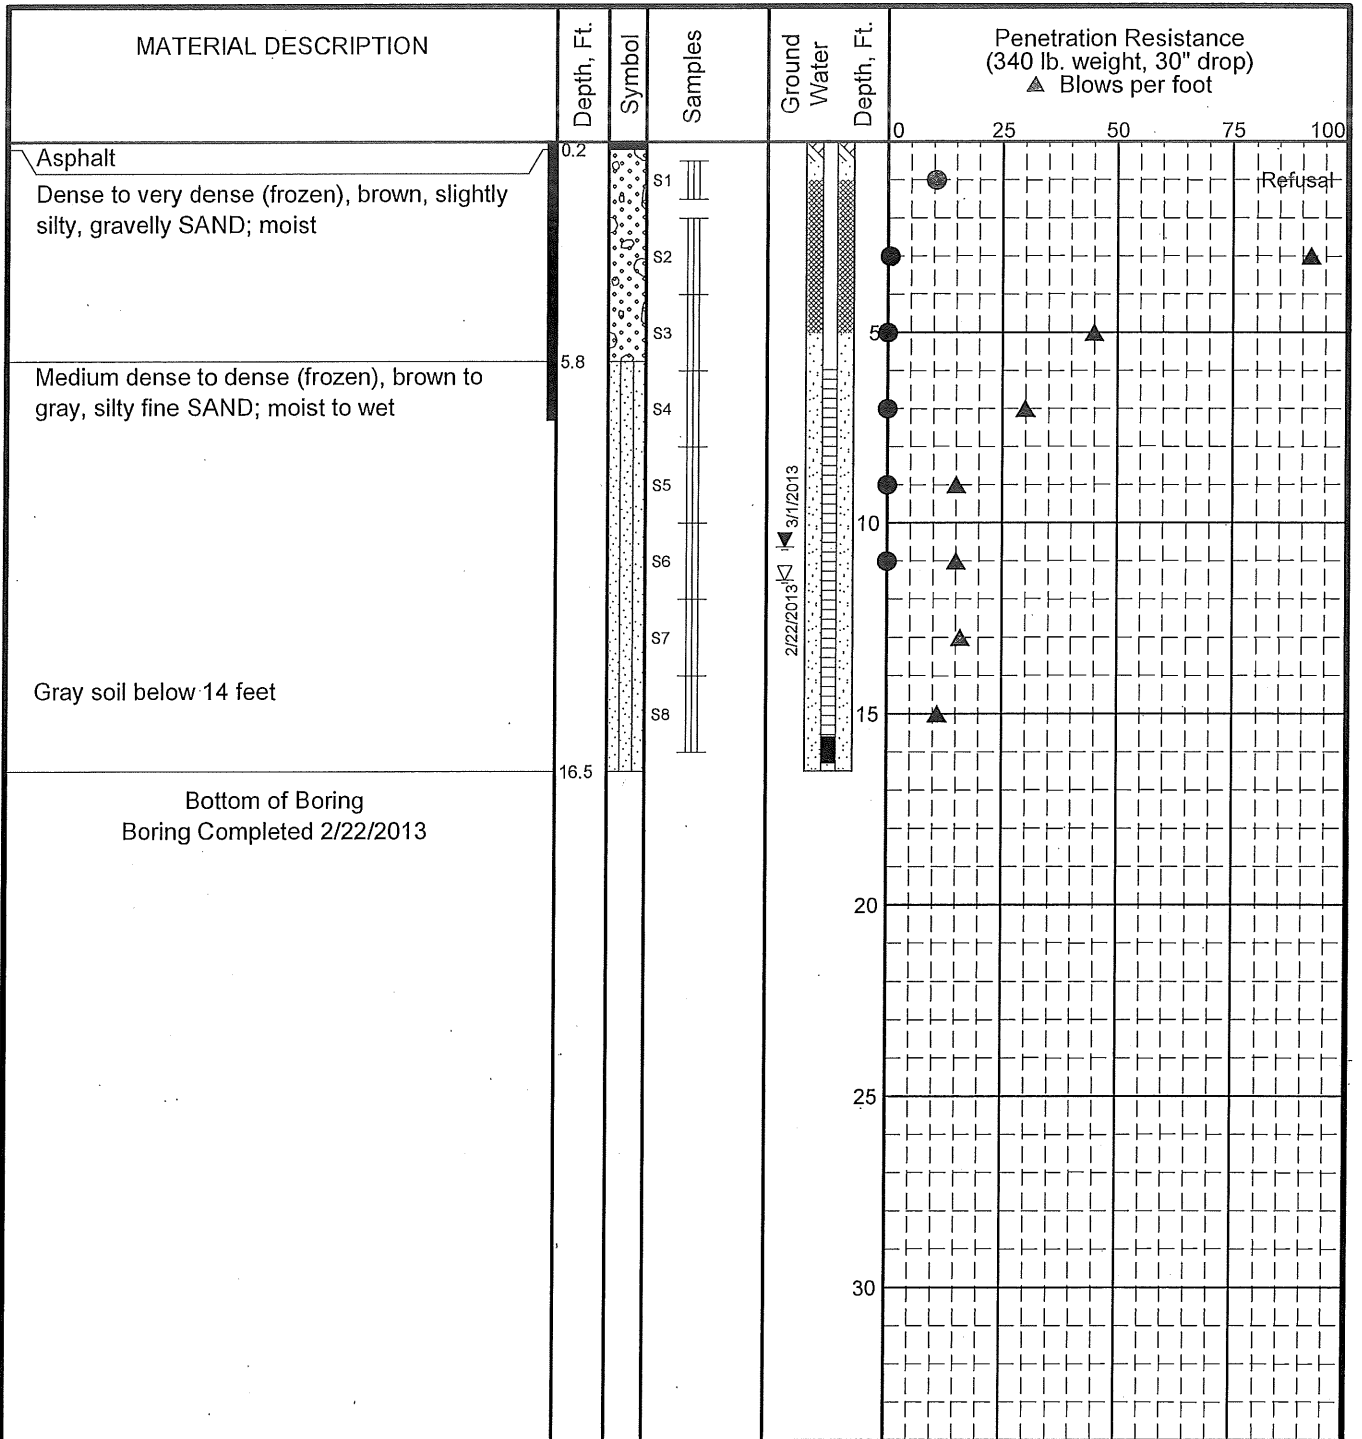 MATERIAL DESCRIPTION
Depth, Ft.
Symbol
Samples
Ground
Water
Depth, Ft.
Penetration Resistance
(340 lb. weight, 30" drop)
▲ Blows per foot
0 25 50 75 100
Asphalt
0.2
Dense to very dense (frozen), brown, slightly
silty, gravelly SAND; moist
S1
Refusal
S2
S3
5
5.8
Medium dense to dense (frozen), brown to
gray, silty fine SAND; moist to wet
S4
S5
3/1/2013
10
S6
2/22/2013
S7
Gray soil below 14 feet
S8
15
16.5
Bottom of Boring
Boring Completed 2/22/2013
20
25
30